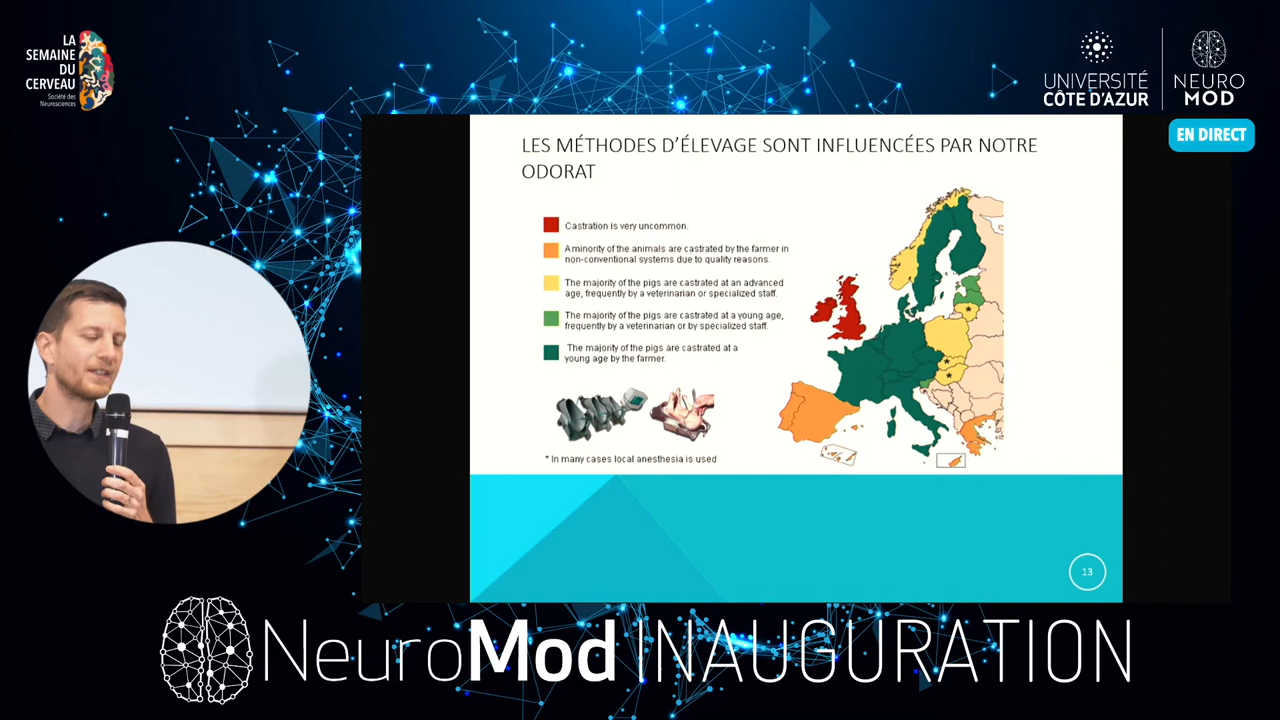 LA
SEMAINE
DU
CERVEAU
Société des
Neurosciences
UNIVERSITÉ
CÔTE D'AZUR
NEURO
MOD
EN DIRECT
LES MÉTHODES D'ÉLEVAGE SONT INFLUENCÉES PAR NOTRE
ODORAT
Castration is very uncommon.
A minority of the animals are castrated by the farmer in
non-conventional systems due to quality reasons.
The majority of the pigs are castrated at an advanced
age, frequently by a veterinarian or specialized staff.
The majority of the pigs are castrated at a young age,
frequently by a veterinarian or by specialized staff.
The majority of the pigs are castrated at a
young age by the farmer.
* In many cases local anesthesia is used
13
NeuroMod INAUGURATION